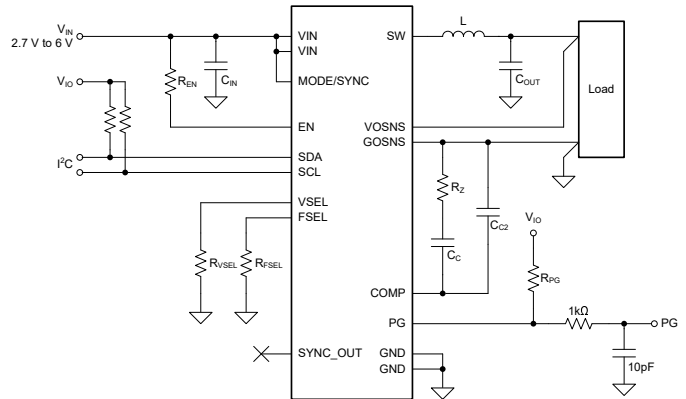 VIN
2.7 V to 6 V
VIO
I²C
REN
CIN
RVSEL
RFSEL
VIN
VIN
MODE/SYNC
EN
SDA
SCL
VSEL
FSEL
SYNC_OUT
SW
VOSNS
GOSNS
COMP
PG
GND
GND
L
COUT
Load
RZ
CC
CC2
VIO
RPG
1kΩ
PG
10pF